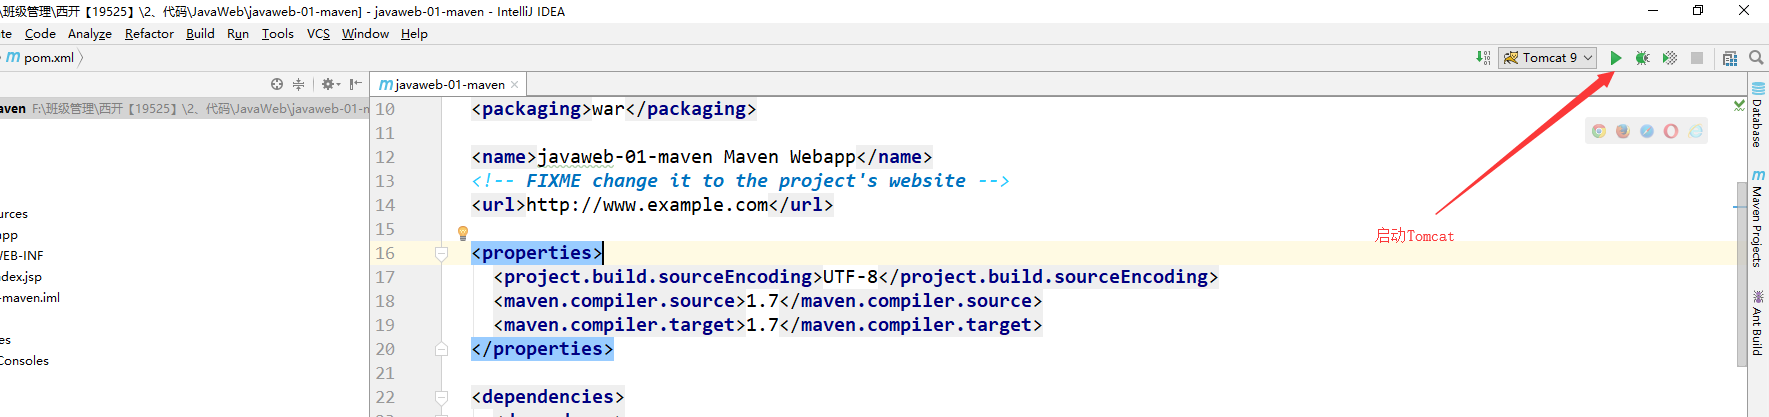 \班级管理\西开【19525】\2、代码\JavaWeb\javaweb-01-maven] - javaweb-01-maven - IntelliJ IDEA
te Code Analyze Refactor Build Run Tools VCS Window Help
m pom.xml
Tomcat 9
m javaweb-01-maven
aven F:\班级管理\西开【19525】\2、代码\JavaWeb\javaweb-01-m
urces
app
WEB-INF
ndex.jsp
-maven.iml
es
Consoles
10 <packaging>war</packaging>
11
12 <name>javaweb-01-maven Maven Webapp</name>
13 <!-- FIXME change it to the project's website -->
14 <url>http://www.example.com</url>
15
16 <properties>
17 <project.build.sourceEncoding>UTF-8</project.build.sourceEncoding>
18 <maven.compiler.source>1.7</maven.compiler.source>
19 <maven.compiler.target>1.7</maven.compiler.target>
20 </properties>
21
22 <dependencies>
启动Tomcat
Database
m Maven Projects
Ant Build